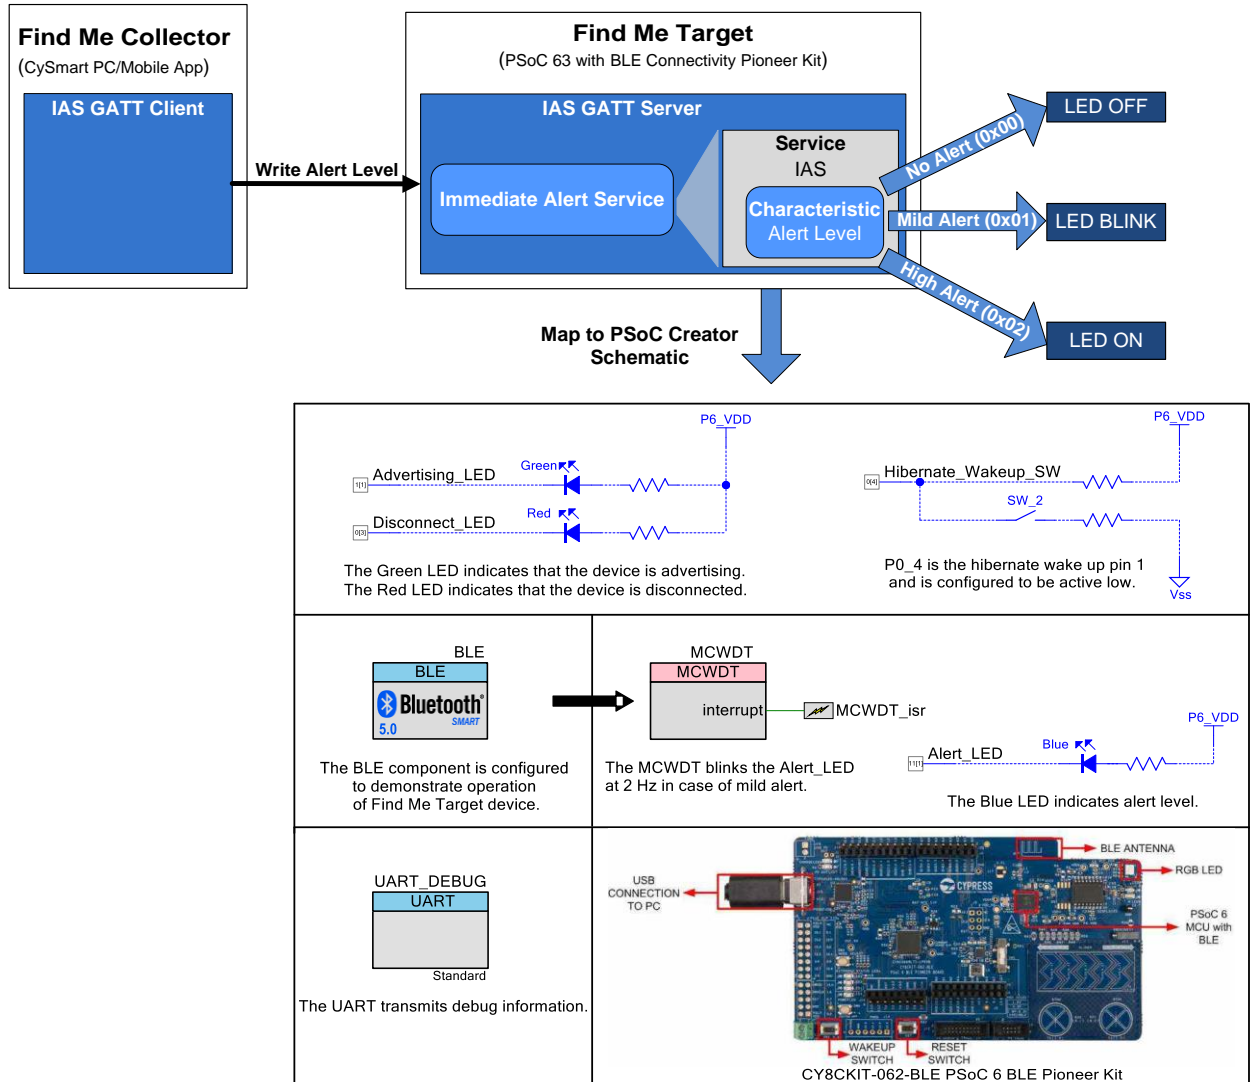 Find Me Collector
(CySmart PC/Mobile App)
IAS GATT Client
Write Alert Level
Find Me Target
(PSoC 63 with BLE Connectivity Pioneer Kit)
IAS GATT Server
Immediate Alert Service
Service
IAS
Characteristic
Alert Level
No Alert (0x00)
Mild Alert (0x01)
High Alert (0x02)
LED OFF
LED BLINK
LED ON
Map to PSoC Creator
Schematic
P6_VDD
Green
1[1]
Advertising_LED
Red
0[3]
Disconnect_LED
The Green LED indicates that the device is advertising.
The Red LED indicates that the device is disconnected.
P6_VDD
0[4]
Hibernate_Wakeup_SW
SW_2
P0_4 is the hibernate wake up pin 1
and is configured to be active low.
Vss
BLE
BLE
Bluetooth
SMART
5.0
The BLE component is configured
to demonstrate operation
of Find Me Target device.
MCWDT
MCWDT
interrupt
MCWDT_isr
The MCWDT blinks the Alert_LED
at 2 Hz in case of mild alert.
P6_VDD
Blue
11[1]
Alert_LED
The Blue LED indicates alert level.
UART_DEBUG
UART
Standard
The UART transmits debug information.
USB
CONNECTION
TO PC
CYPRESS
BLE ANTENNA
RGB LED
PSoC 6
MCU with
BLE
WAKEUP
SWITCH
RESET
SWITCH
CY8CKIT-062-BLE PSoC 6 BLE Pioneer Kit